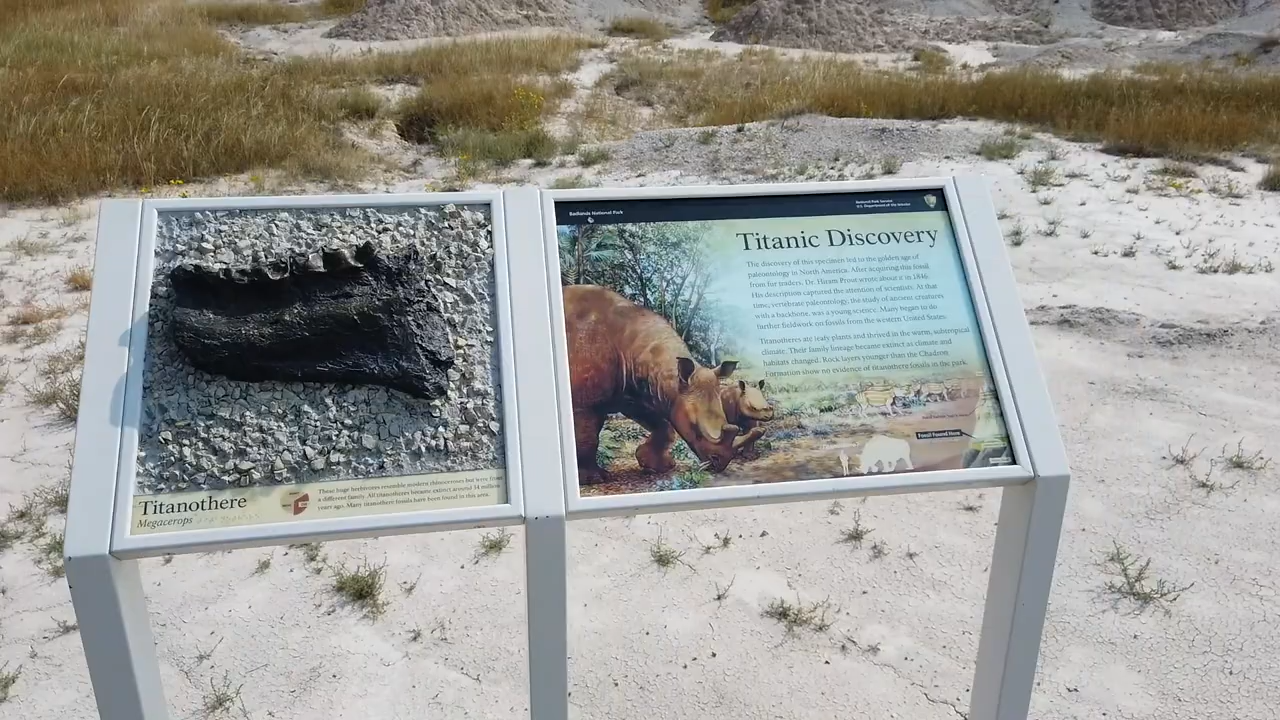 Titanothere
Megacerops
These huge herbivores resemble modern rhinoceroses but were from
a different family. All titanotheres became extinct around 34 million
years ago. Many titanothere fossils have been found in this area.
Badlands National Park
National Park Service
U.S. Department of the Interior
Titanic Discovery
The discovery of this specimen led to the golden age of
paleontology in North America. After acquiring this fossil
from fur traders, Dr. Hiram Prout wrote about it in 1846.
His description captured the attention of scientists. At that
time, vertebrate paleontology, the study of ancient creatures
with a backbone, was a young science. Many began to do
further fieldwork on fossils from the western United States.
Titanotheres ate leafy plants and thrived in the warm, subtropical
climate. Their family lineage became extinct as climate and
habitats changed. Rock layers younger than the Chadron
Formation show no evidence of titanothere fossils in the park.
Fossil Found Here